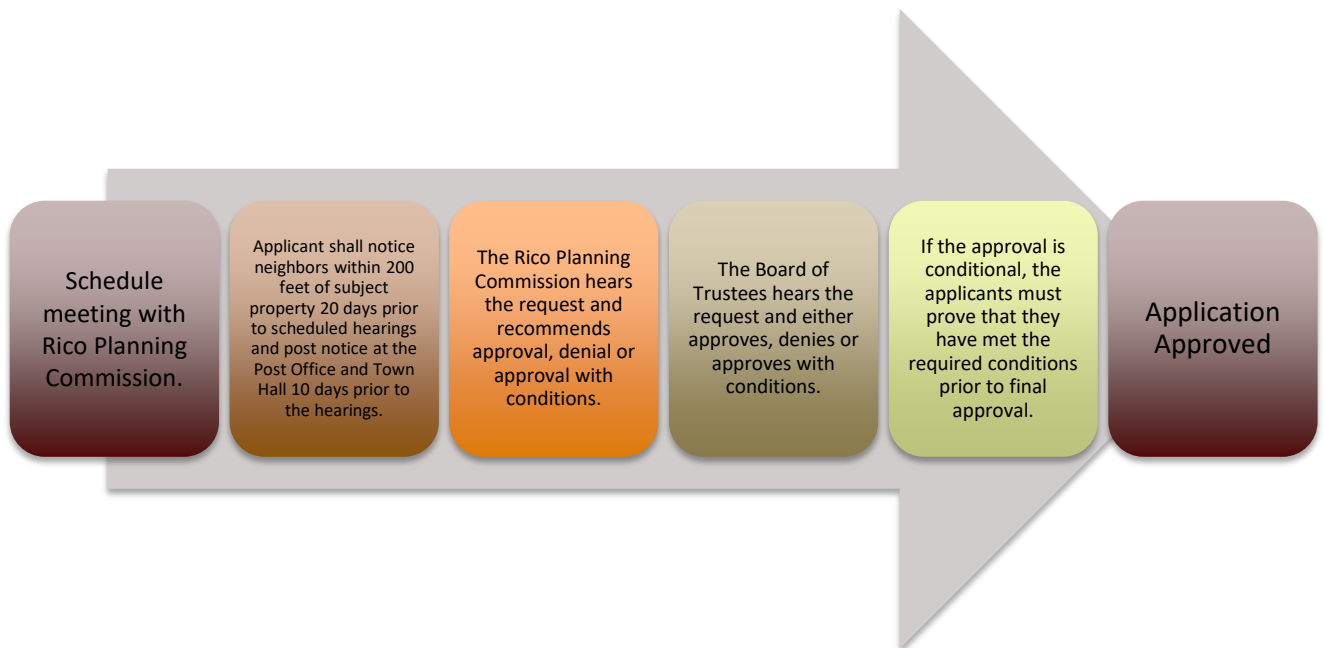 Schedule
meeting with
Rico Planning
Commission.
Applicant shall notice
neighbors within 200
feet of subject
property 20 days prior
to scheduled hearings
and post notice at the
Post Office and Town
Hall 10 days prior to
the hearings.
The Rico Planning
Commission hears
the request and
recommends
approval, denial or
approval with
conditions.
The Board of
Trustees hears the
request and either
approves, denies or
approves with
conditions.
If the approval is
conditional, the
applicants must
prove that they
have met the
required conditions
prior to final
approval.
Application
Approved